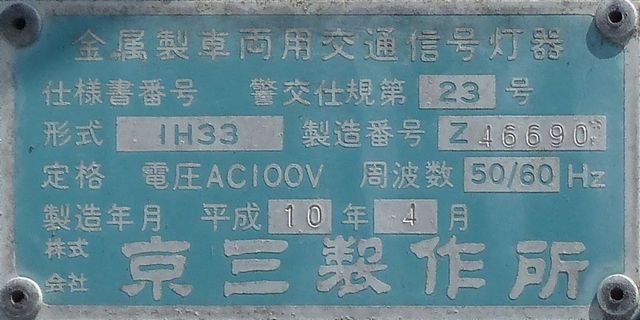 金属製車両用交通信号灯器
仕様書番号 警交仕規第 23 号
形式 1H33 製造番号 Z 46690
定格 電圧AC100V 周波数 50/60 Hz
製造年月 平成 10 年 4 月
株式会社 京三製作所